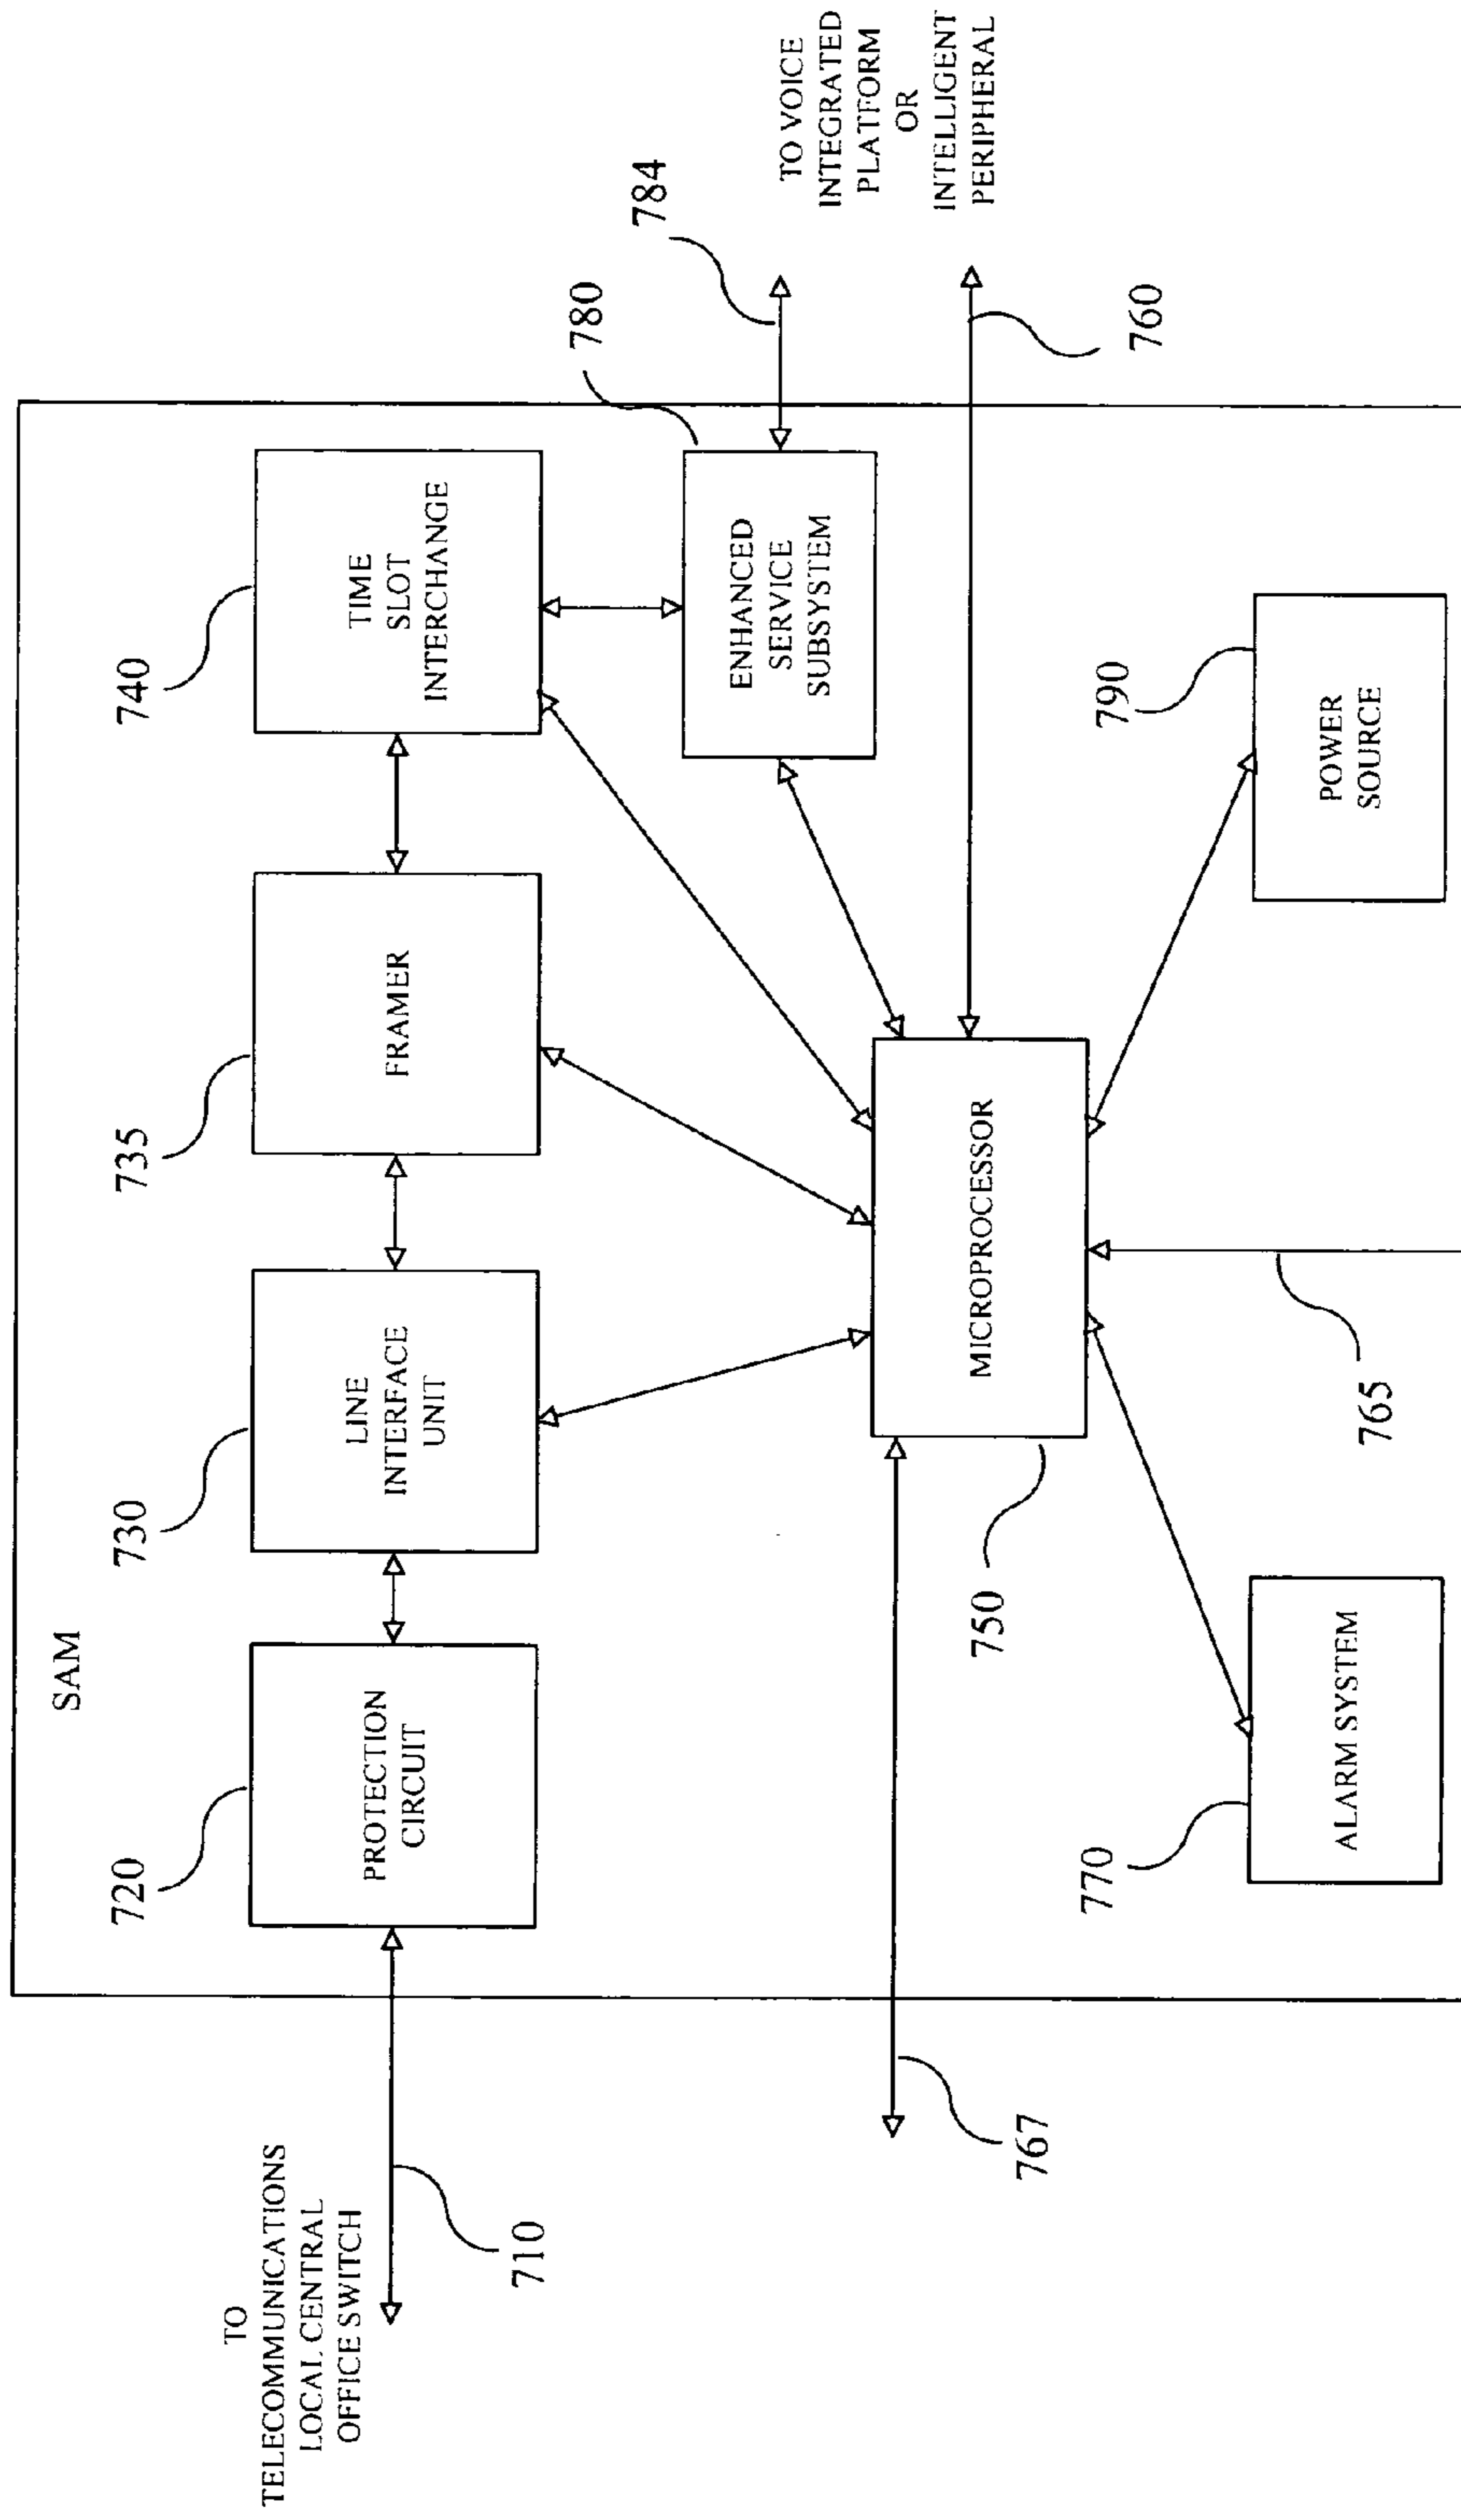 SAM
TO
TELECOMMUNICATIONS
LOCAL CENTRAL
OFFICE SWITCH
710
720
PROTECTION
CIRCUIT
730
LINE
INTERFACE
UNIT
735
FRAMER
740
TIME
SLOT
INTERCHANGE
780
ENHANCED
SERVICE
SUBSYSTEM
784
TO VOICE
INTEGRATED
PLATFORM
OR
INTELLIGENT
PERIPHERAL
760
767
750
MICROPROCESSOR
770
ALARM SYSTEM
765
790
POWER
SOURCE